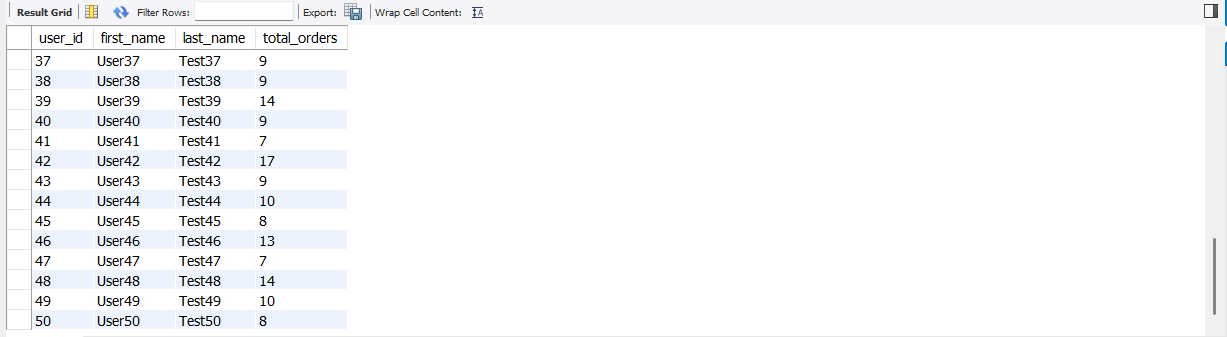 Result Grid Filter Rows: Export: Wrap Cell Content:
user_id first_name last_name total_orders
37 User37 Test37 9
38 User38 Test38 9
39 User39 Test39 14
40 User40 Test40 9
41 User41 Test41 7
42 User42 Test42 17
43 User43 Test43 9
44 User44 Test44 10
45 User45 Test45 8
46 User46 Test46 13
47 User47 Test47 7
48 User48 Test48 14
49 User49 Test49 10
50 User50 Test50 8